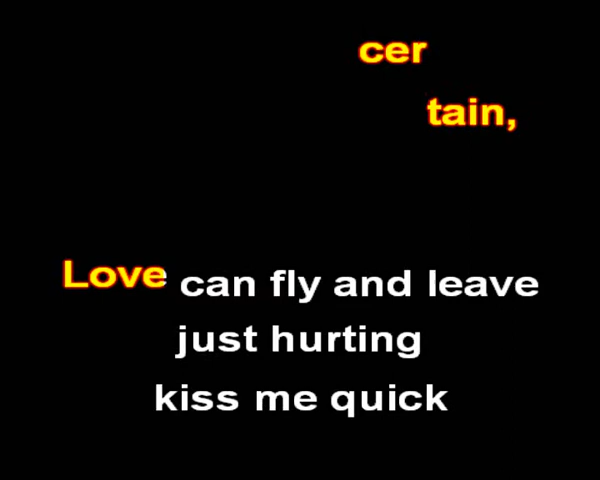 cer
tain,
Love can fly and leave
just hurting
kiss me quick